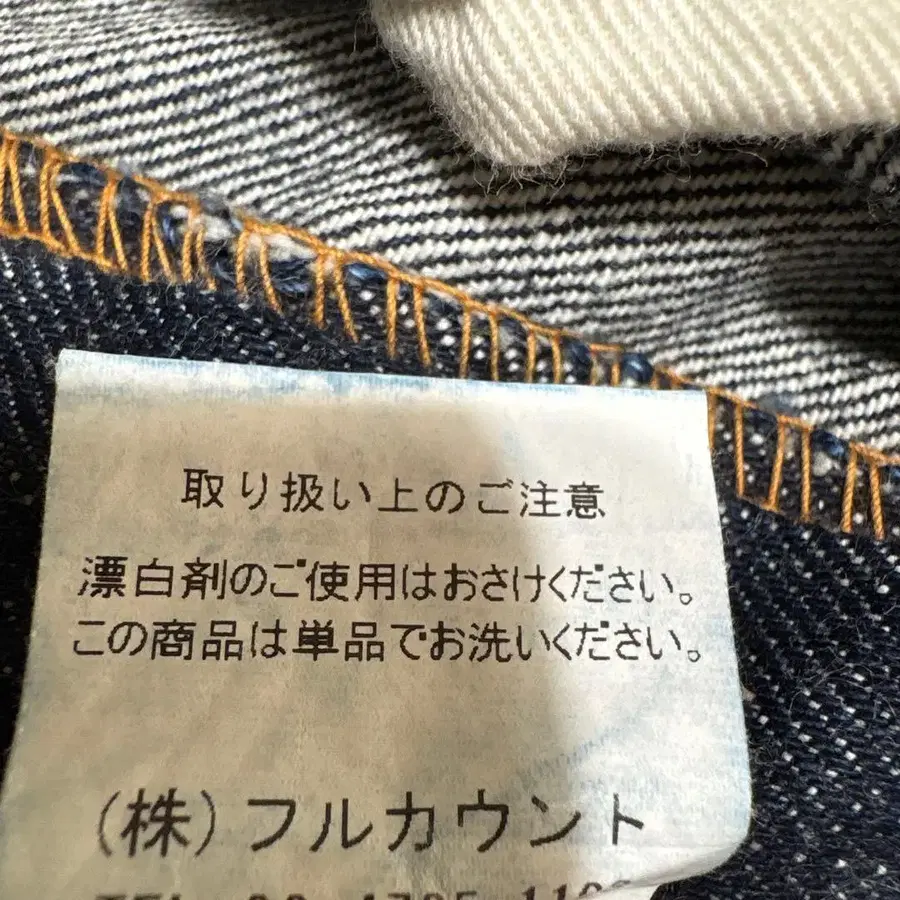 取り扱い上のご注意
漂白剤のご使用はおさけください。
この商品は単品でお洗いください。
(株)フルカウント
TEL